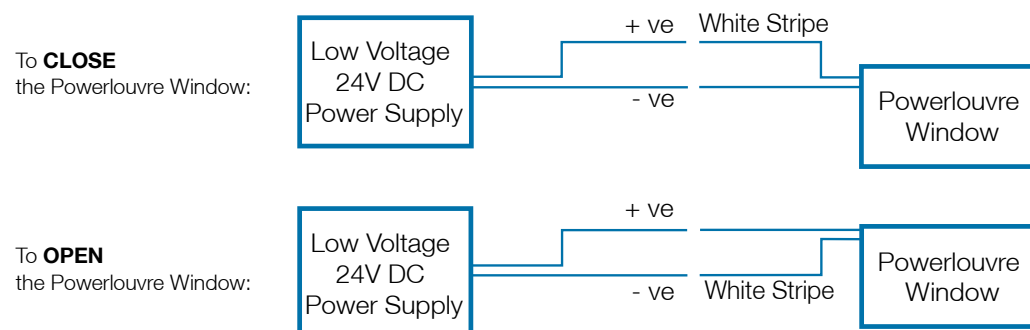 To CLOSE
the Powerlouvre Window:
Low Voltage
24V DC
Power Supply
+ ve
White Stripe
- ve
Powerlouvre
Window
To OPEN
the Powerlouvre Window:
Low Voltage
24V DC
Power Supply
+ ve
- ve
White Stripe
Powerlouvre
Window